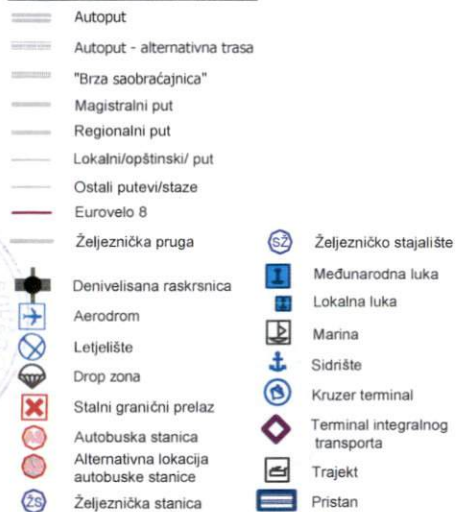 Autoput
Autoput - alternativna trasa
"Brza saobraćajnica"
Magistralni put
Regionalni put
Lokalni/opštinski/ put
Ostali putevi/staze
Eurovelo 8
Željeznička pruga
Denivelisana raskrsnica
Aerodrom
Letjelište
Drop zona
Stalni granični prelaz
Autobuska stanica
Alternativna lokacija
autobuske stanice
ŽS Željeznička stanica
SŽ Željezničko stajalište
Međunarodna luka
Lokalna luka
Marina
Sidrište
Kruzer terminal
Terminal integralnog
transporta
Trajekt
Pristan